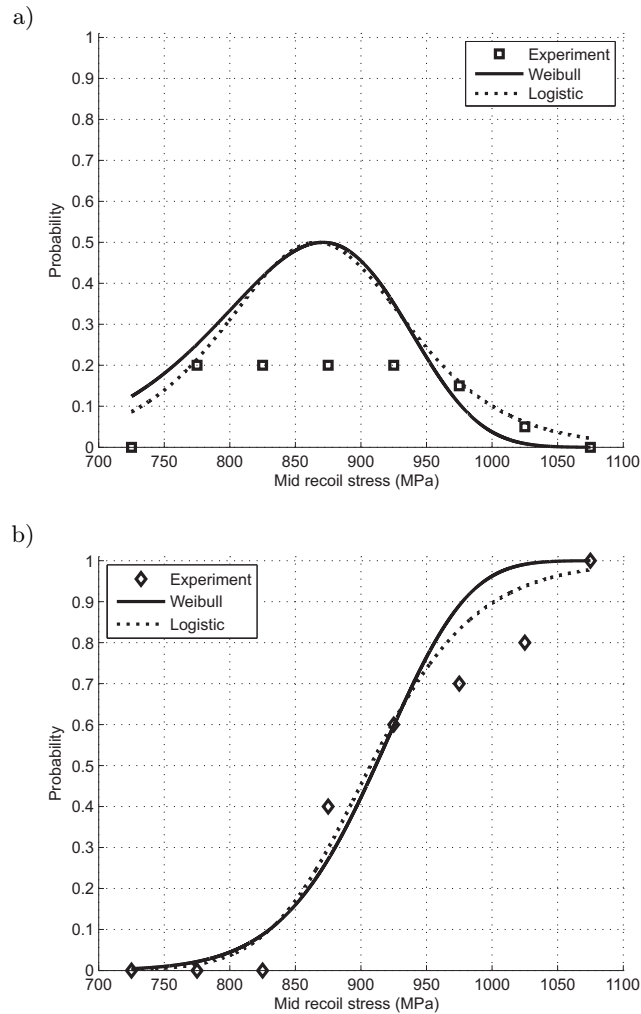 a)
1
0.9
0.8
0.7
0.6
0.5
0.4
0.3
0.2
0.1
0
Probability
Experiment
Weibull
Logistic
700 750 800 850 900 950 1000 1050 1100
Mid recoil stress (MPa)
b)
1
0.9
0.8
0.7
0.6
0.5
0.4
0.3
0.2
0.1
0
Probability
Experiment
Weibull
Logistic
700 750 800 850 900 950 1000 1050 1100
Mid recoil stress (MPa)